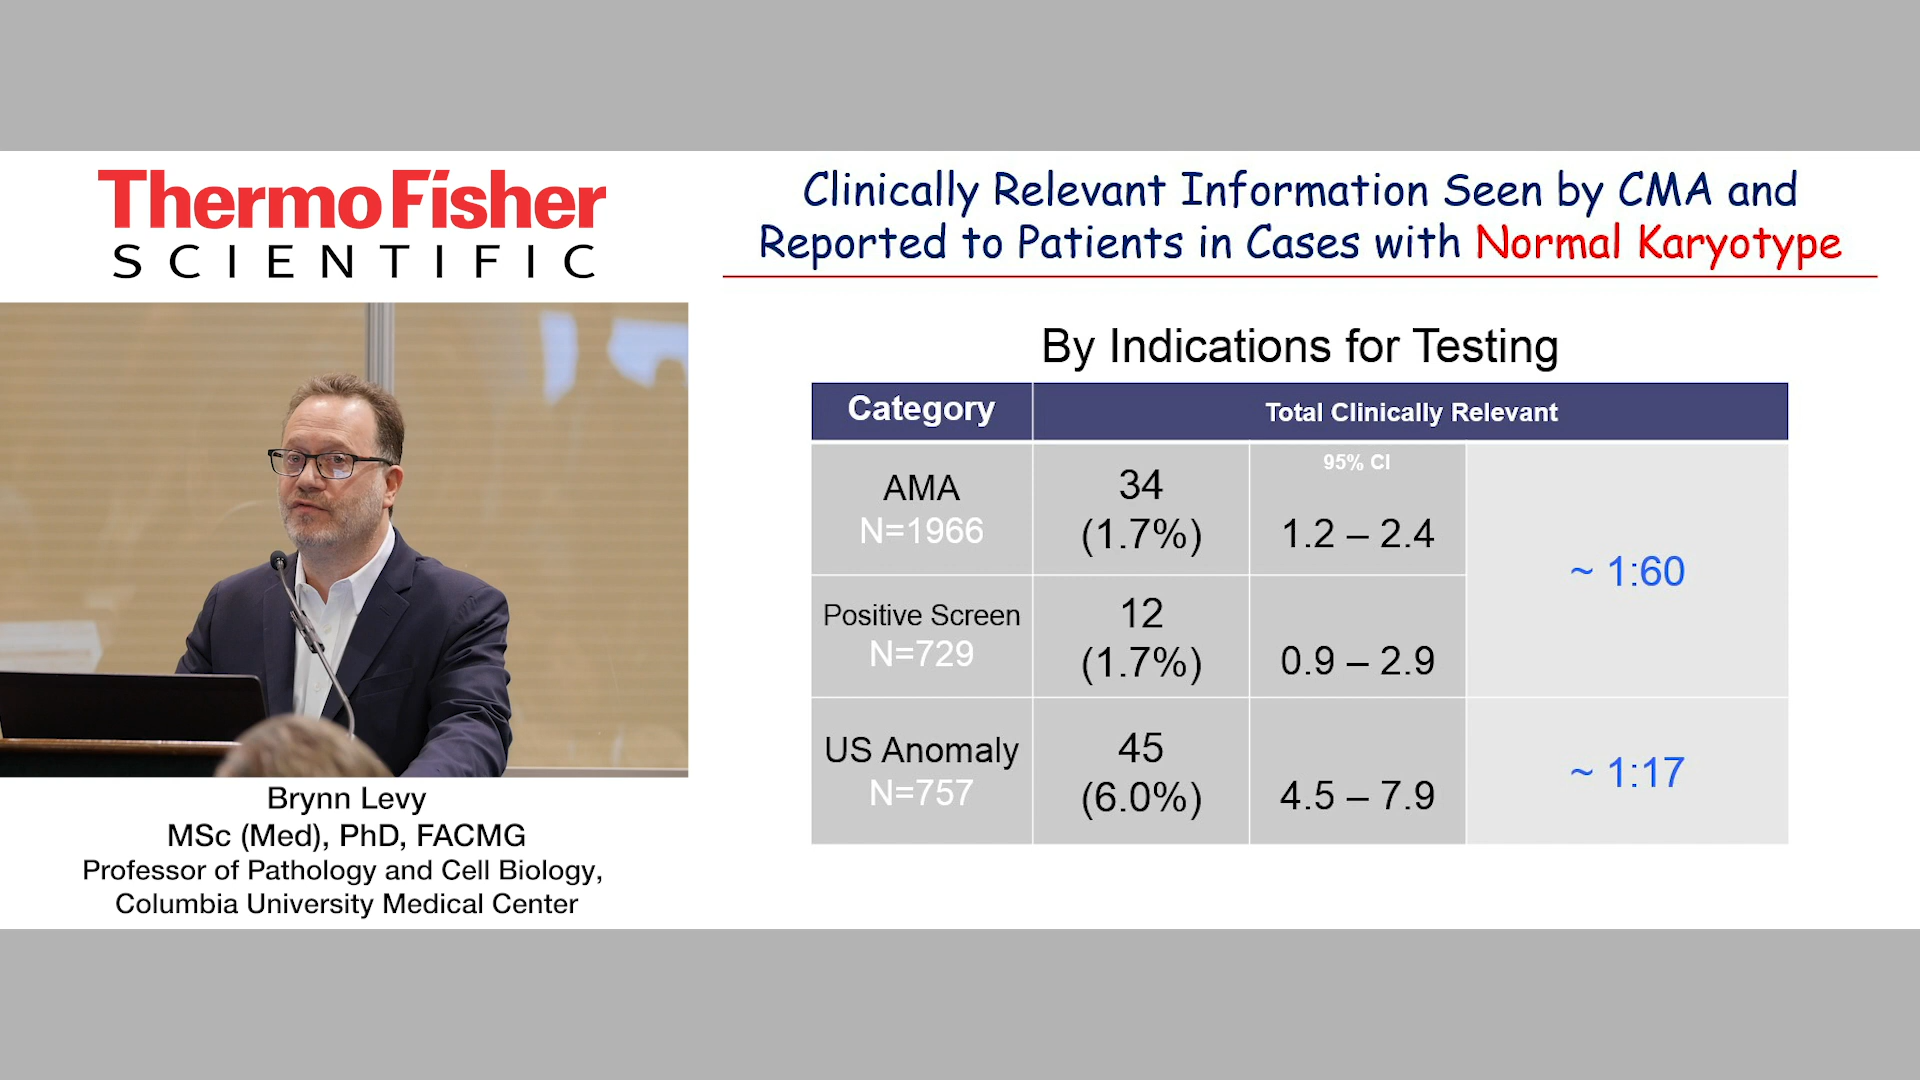 ThermoFisher
SCIENTIFIC
Brynn Levy
MSc (Med), PhD, FACMG
Professor of Pathology and Cell Biology,
Columbia University Medical Center
Clinically Relevant Information Seen by CMA and
Reported to Patients in Cases with Normal Karyotype
By Indications for Testing
Category Total Clinically Relevant
95% CI
AMA 34
N=1966 (1.7%) 1.2 – 2.4
~ 1:60
Positive Screen 12
N=729 (1.7%) 0.9 – 2.9
US Anomaly 45
~ 1:17
N=757 (6.0%) 4.5 – 7.9